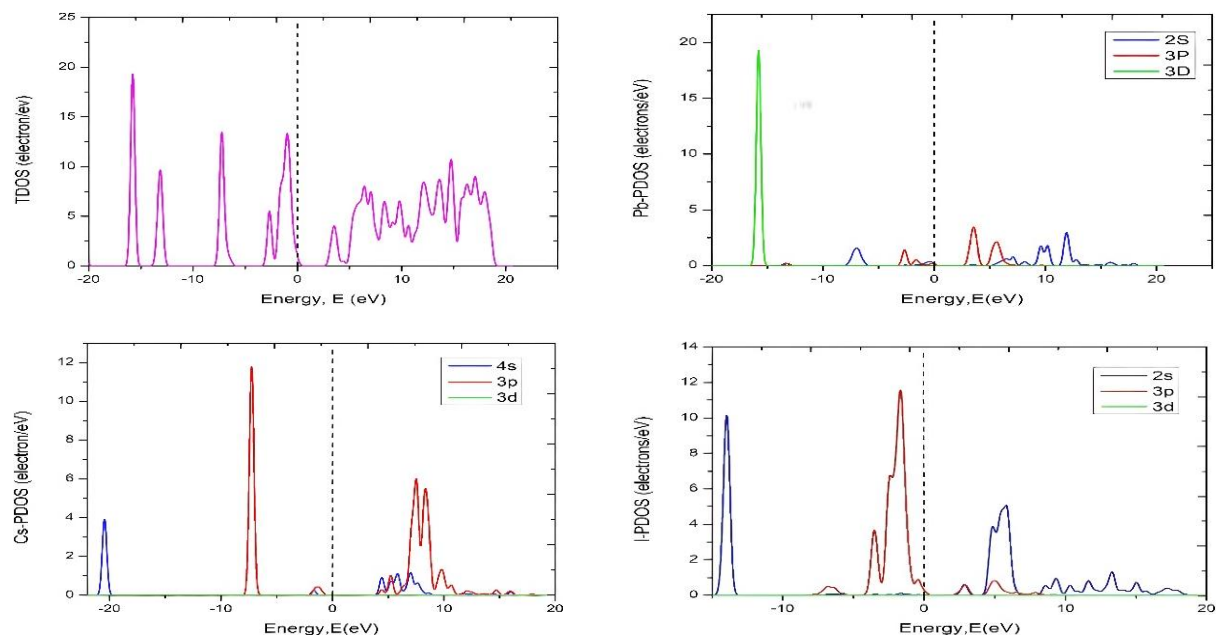 25
20
15
10
5
0
-20
-10
0
10
20
TDOS (electron/ev)
Energy, E (eV)
20
15
10
5
0
-20
-10
0
10
20
Pb-PDOS (electrons/eV)
Energy,E(eV)
2S
3P
3D
12
10
8
6
4
2
0
-20
-10
0
10
20
Cs-PDOS (electron/eV)
Energy,E(eV)
4s
3p
3d
14
12
10
8
6
4
2
0
-10
0
10
20
I-PDOS (electrons/eV)
Energy,E(eV)
2s
3p
3d